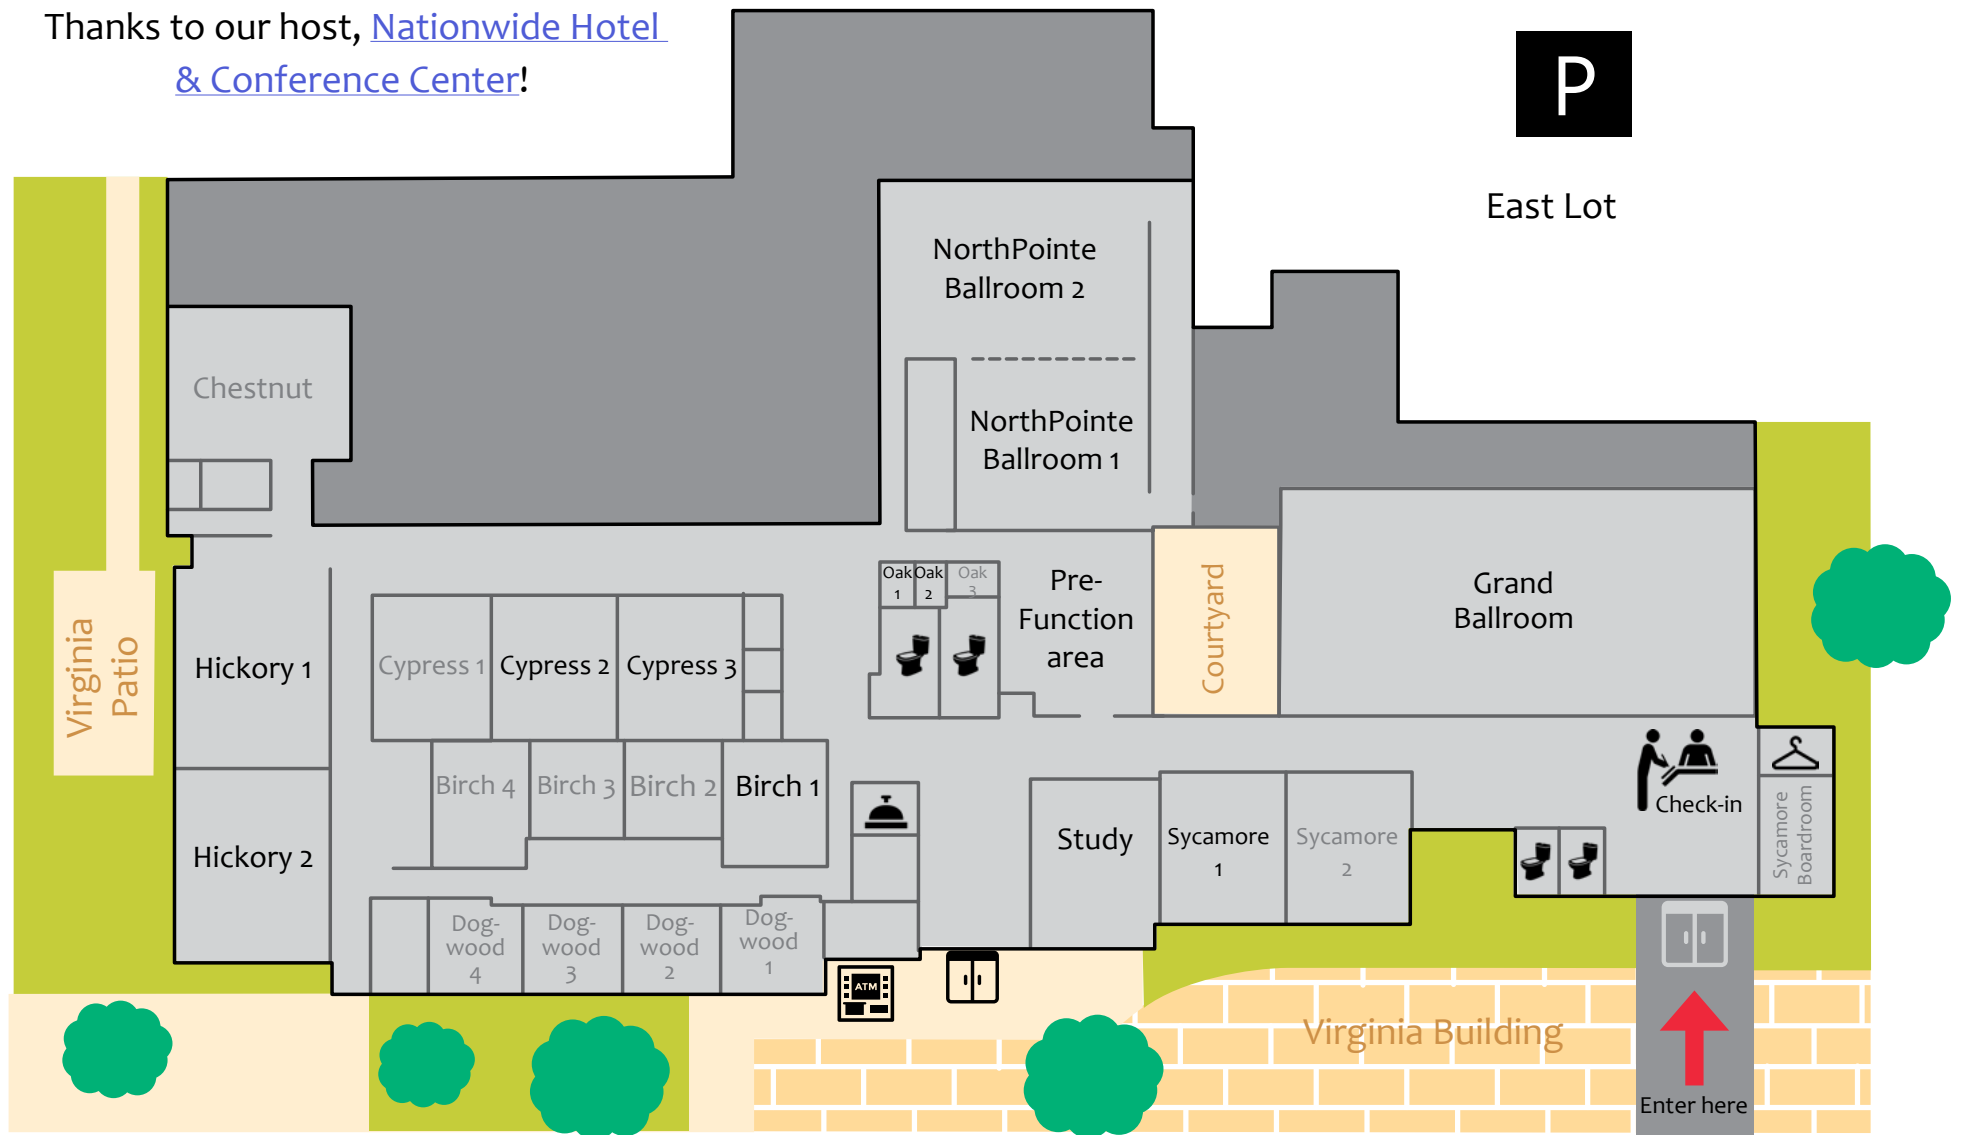 Thanks to our host, Nationwide Hotel
& Conference Center!
P
East Lot
NorthPointe
Ballroom 2
Chestnut
NorthPointe
Ballroom 1
Grand
Ballroom
Courtyard
Pre-
Function
area
Oak
1
Oak
2
Oak
3
Virginia
Patio
Hickory 1
Cypress 1
Cypress 2
Cypress 3
Birch 4
Birch 3
Birch 2
Birch 1
Hickory 2
Study
Sycamore
1
Sycamore
2
Check-in
Sycamore
Boardroom
Dog-
wood
4
Dog-
wood
3
Dog-
wood
2
Dog-
wood
1
ATM
Virginia Building
Enter here